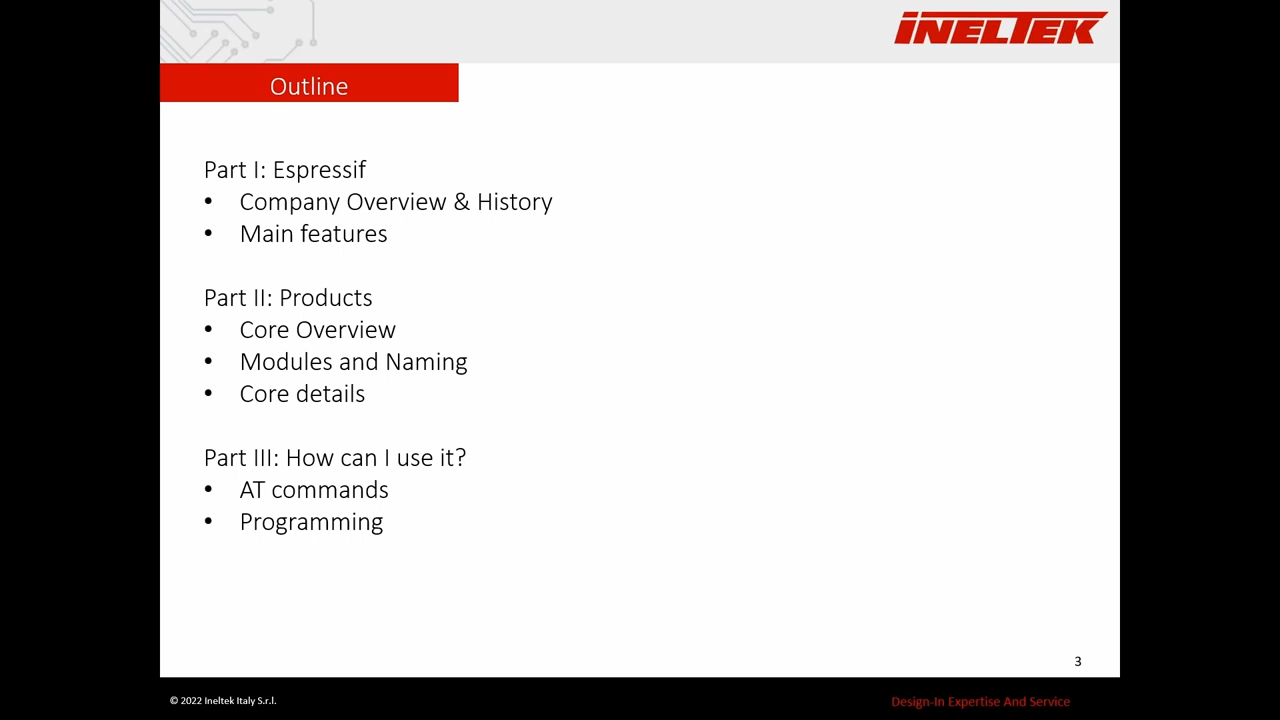 INELTEK
Outline
Part I: Espressif
• Company Overview & History
• Main features
Part II: Products
• Core Overview
• Modules and Naming
• Core details
Part III: How can I use it?
• AT commands
• Programming
3
© 2022 Ineltek Italy S.r.l.
Design-In Expertise And Service